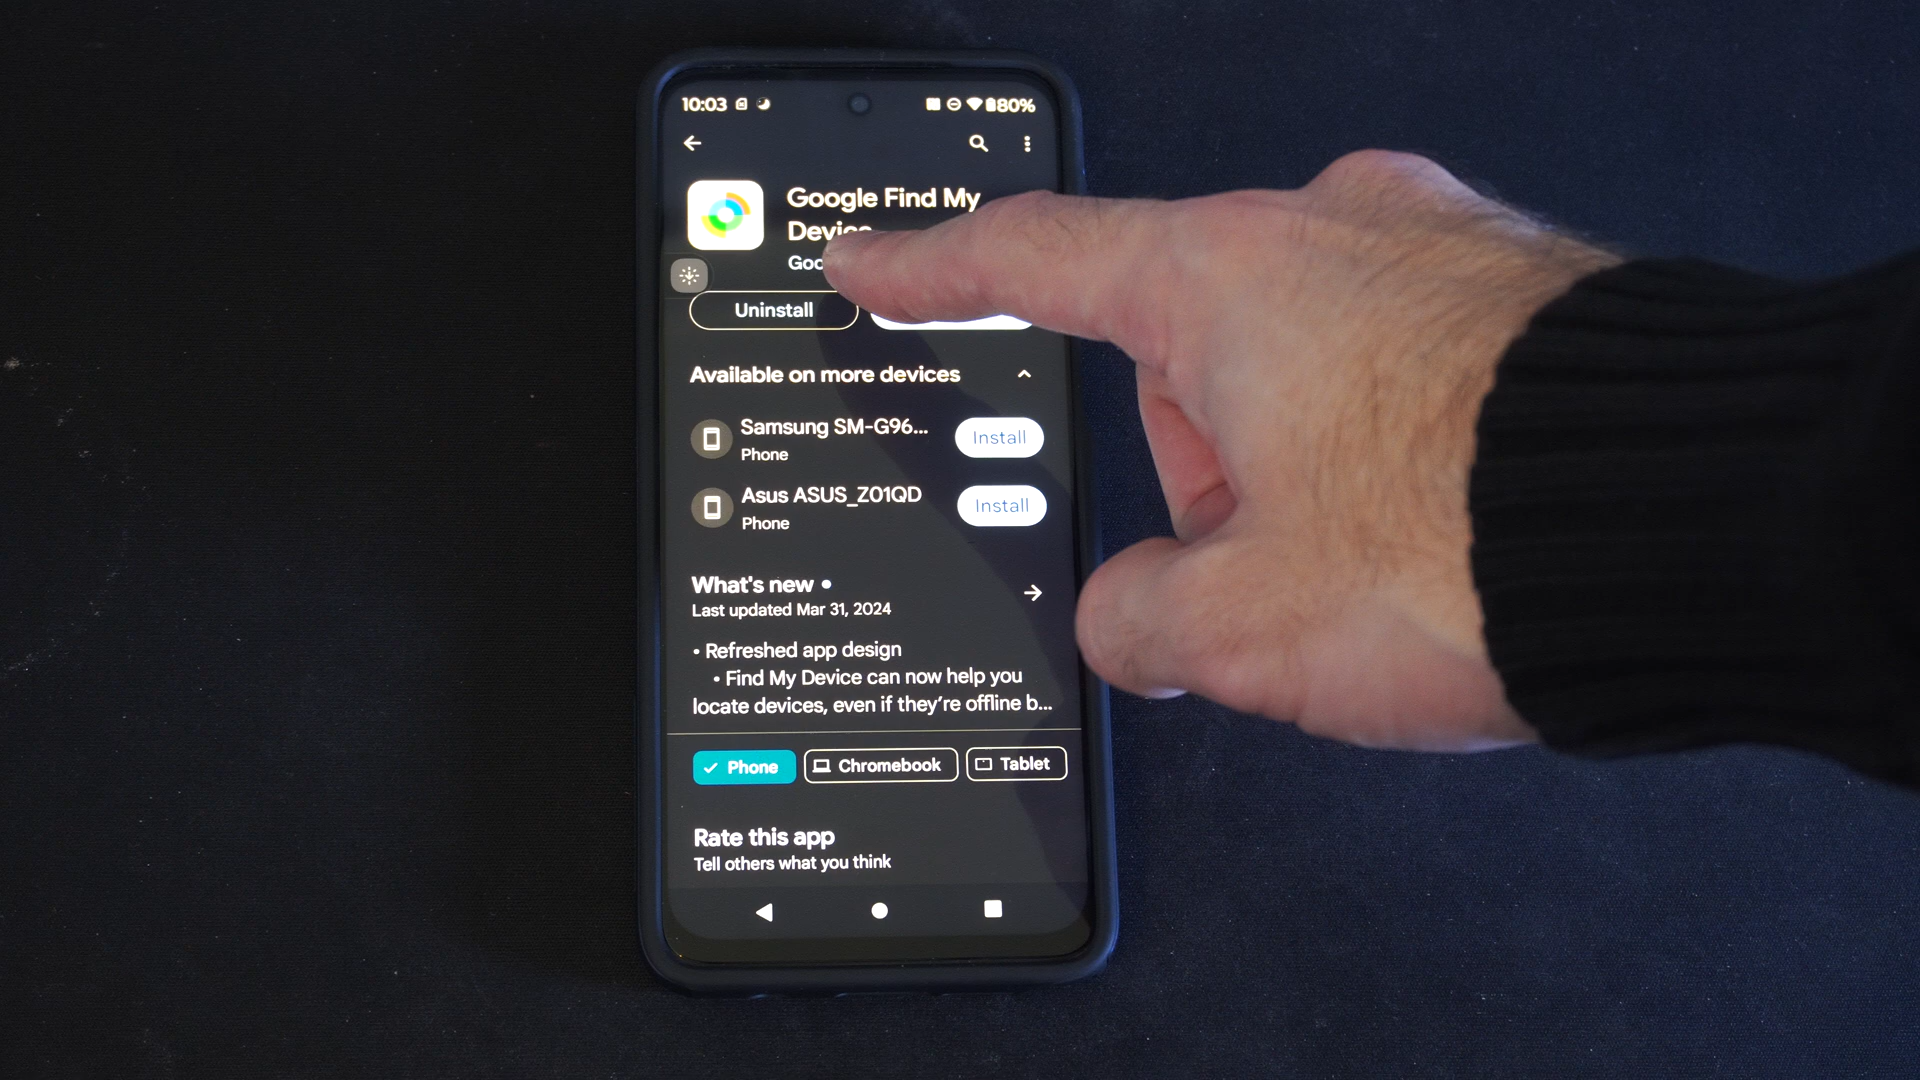 10:03 80%
Google Find My
Device
Uninstall
Available on more devices
Samsung SM-G96...
Phone
Install
Asus ASUS_Z01QD
Phone
Install
What's new •
Last updated Mar 31, 2024
• Refreshed app design
• Find My Device can now help you
locate devices, even if they’re offline b...
Phone Chromebook Tablet
Rate this app
Tell others what you think